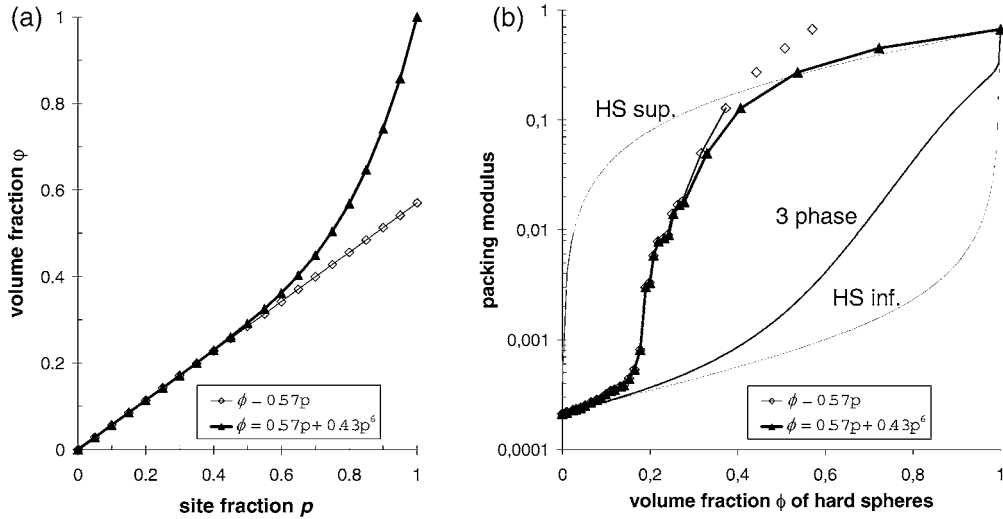 (a)
1
0.8
0.6
0.4
0.2
0
volume fraction φ
0 0.2 0.4 0.6 0.8 1
site fraction p
ϕ – 0.57p
ϕ = 0.57p + 0.43p⁶
(b)
1
0,1
0,01
0,001
0,0001
packing modulus
HS sup.
3 phase
HS inf.
0 0,2 0,4 0,6 0,8 1
volume fraction ϕ of hard spheres
ϕ – 0.57p
ϕ = 0.57p + 0.43p⁶